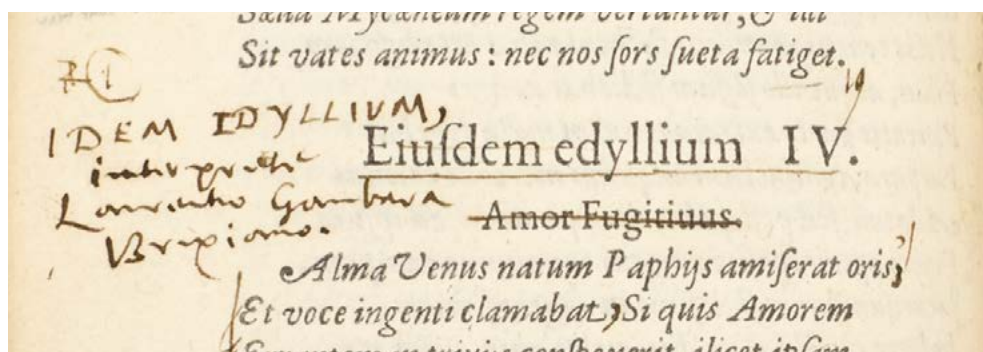 Sit vates animus : nec nos ſors ſueta fatiget.
IDEM IDYLLIVM,
interprete
Laurentio Gambara
Brixiano.
Eiuſdem edyllium IV.
Amor Fugitiuus.
Alma Venus natum Paphijs amiſerat oris,
Et voce ingenti clamabat, Si quis Amorem